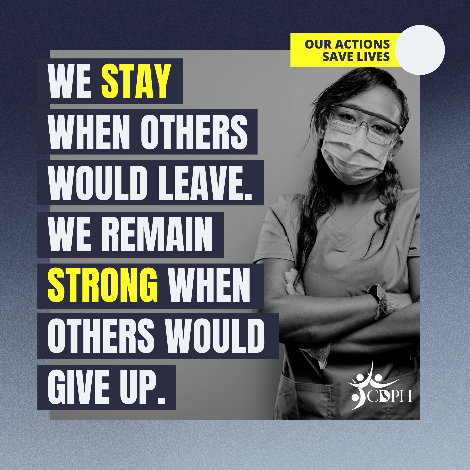 OUR ACTIONS
SAVE LIVES
WE STAY
WHEN OTHERS
WOULD LEAVE.
WE REMAIN
STRONG WHEN
OTHERS WOULD
GIVE UP.
CDPH